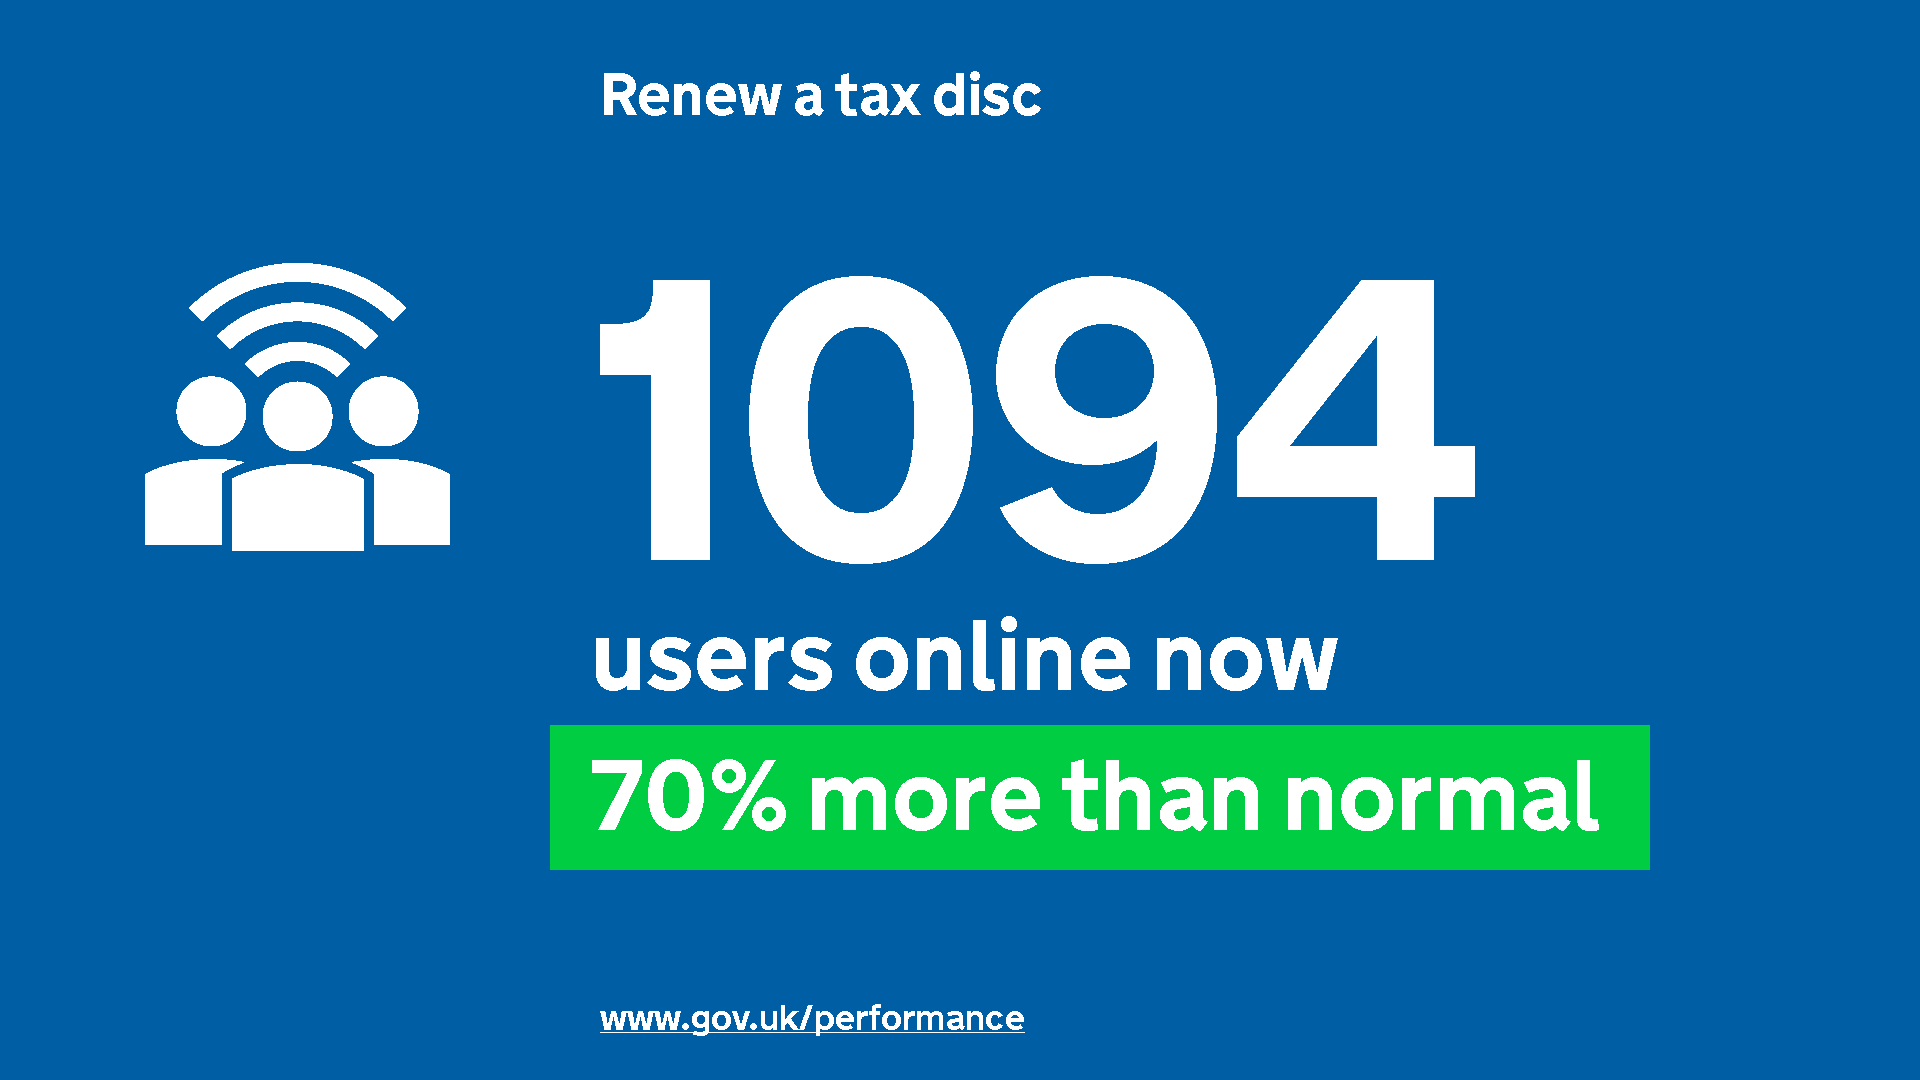 Renew a tax disc
1094
users online now
70% more than normal
www.gov.uk/performance